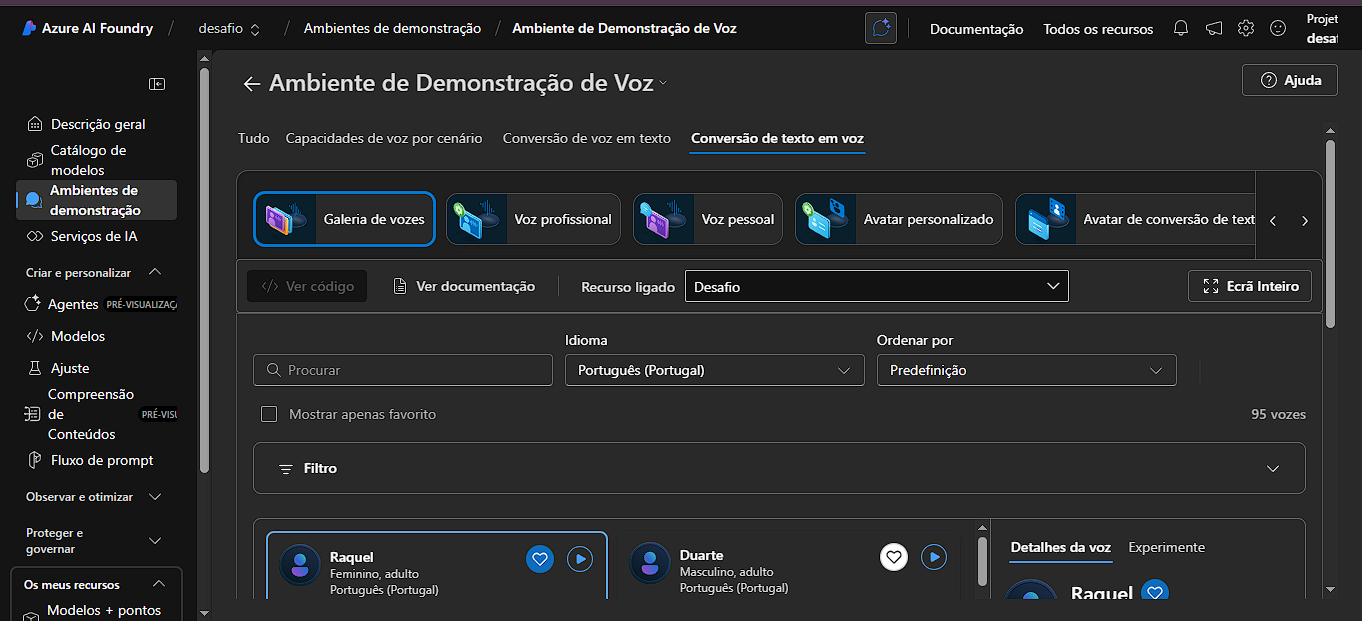 Azure AI Foundry / desafio / Ambientes de demonstração / Ambiente de Demonstração de Voz
Documentação Todos os recursos
Projet
desa
Descrição geral
Catálogo de
modelos
Ambientes de
demonstração
Serviços de IA
Criar e personalizar
Agentes PRÉ-VISUALIZAÇ
Modelos
Ajuste
Compreensão
de PRÉ-VISU
Conteúdos
Fluxo de prompt
Observar e otimizar
Proteger e
governar
Os meus recursos
Modelos + pontos
Ambiente de Demonstração de Voz
Ajuda
Tudo Capacidades de voz por cenário Conversão de voz em texto Conversão de texto em voz
Galeria de vozes Voz profissional Voz pessoal Avatar personalizado Avatar de conversão de text
</> Ver código Ver documentação Recurso ligado Desafio Ecrã Inteiro
Idioma Ordenar por
Procurar Português (Portugal) Predefinição
Mostrar apenas favorito 95 vozes
Filtro
Raquel
Feminino, adulto
Português (Portugal)
Duarte
Masculino, adulto
Português (Portugal)
Detalhes da voz Experimente
Raquel